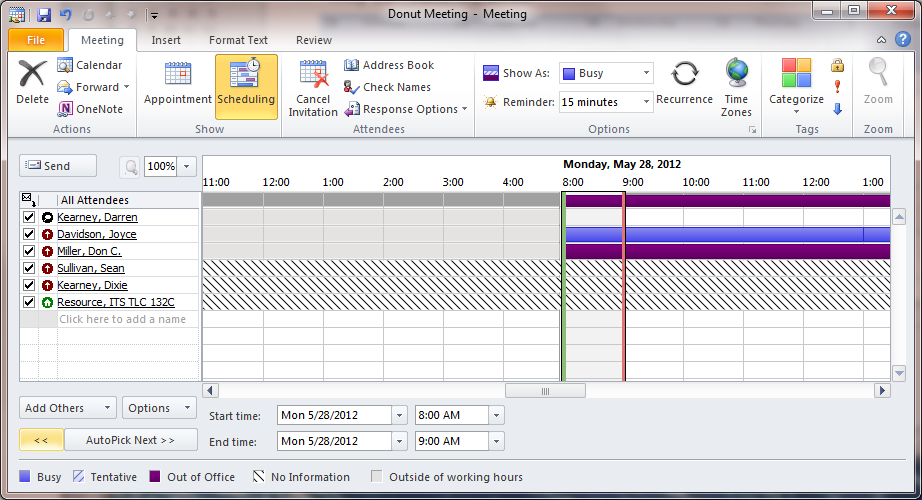 Donut Meeting - Meeting
File Meeting Insert Format Text Review
Delete
Calendar
Forward
OneNote
Actions
Appointment
Scheduling
Show
Cancel Invitation
Address Book
Check Names
Response Options
Attendees
Show As: Busy
Reminder: 15 minutes
Recurrence
Time Zones
Options
Categorize
Tags
Zoom
Zoom
Send
100%
Monday, May 28, 2012
11:00 12:00 1:00 2:00 3:00 4:00 8:00 9:00 10:00 11:00 12:00 1:00
All Attendees
Kearney, Darren
Davidson, Joyce
Miller, Don C.
Sullivan, Sean
Kearney, Dixie
Resource, ITS TLC 132C
Click here to add a name
Add Others Options
<< AutoPick Next >>
Start time: Mon 5/28/2012 8:00 AM
End time: Mon 5/28/2012 9:00 AM
Busy Tentative Out of Office No Information Outside of working hours